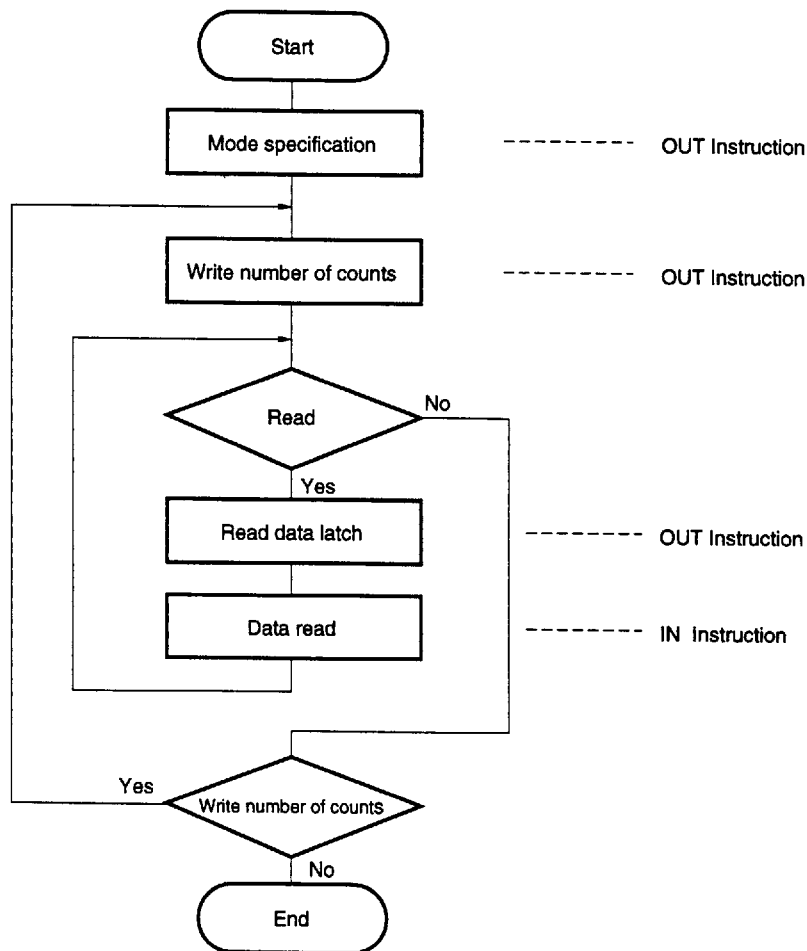 Start
Mode specification
OUT Instruction
Write number of counts
OUT Instruction
Read
No
Yes
Read data latch
OUT Instruction
Data read
IN Instruction
Yes
Write number of counts
No
End